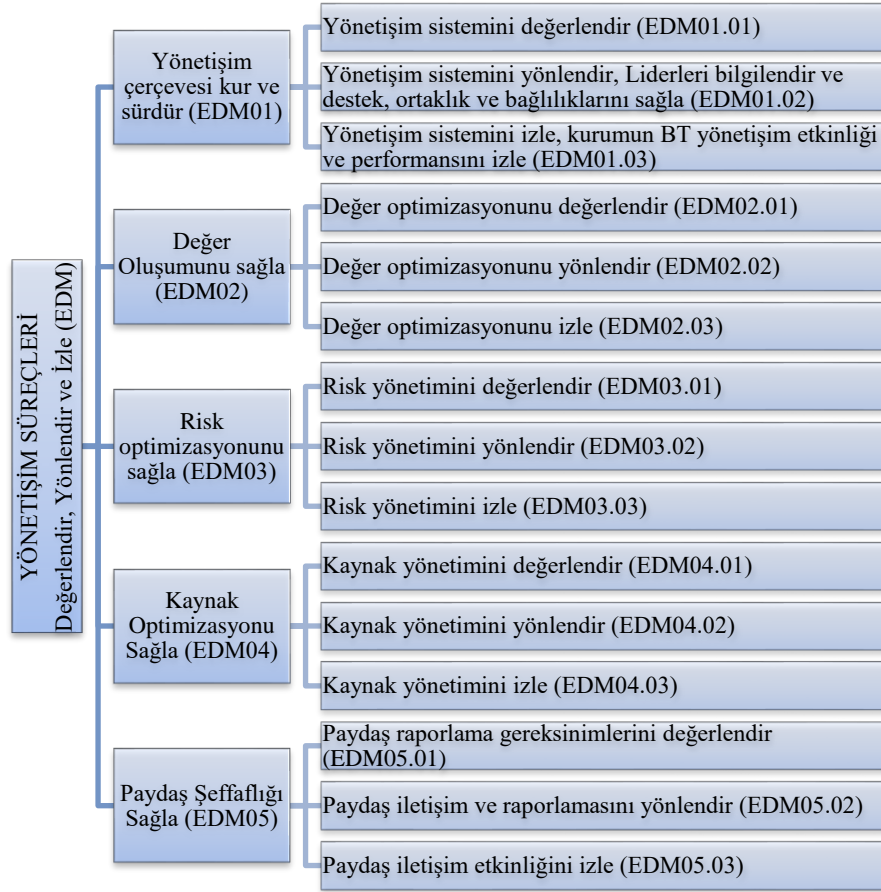 YÖNETİŞİM SÜREÇLERİ
Değerlendir, Yönlendir ve İzle (EDM)
Yönetişim
çerçevesi kur ve
sürdür (EDM01)
Yönetişim sistemini değerlendir (EDM01.01)
Yönetişim sistemini yönlendir, Liderleri bilgilendir ve
destek, ortaklık ve bağlılıklarını sağla (EDM01.02)
Yönetişim sistemini izle, kurumun BT yönetişim etkinliği
ve performansını izle (EDM01.03)
Değer
Oluşumunu sağla
(EDM02)
Değer optimizasyonunu değerlendir (EDM02.01)
Değer optimizasyonunu yönlendir (EDM02.02)
Değer optimizasyonunu izle (EDM02.03)
Risk
optimizasyonunu
sağla (EDM03)
Risk yönetimini değerlendir (EDM03.01)
Risk yönetimini yönlendir (EDM03.02)
Risk yönetimini izle (EDM03.03)
Kaynak
Optimizasyonu
Sağla (EDM04)
Kaynak yönetimini değerlendir (EDM04.01)
Kaynak yönetimini yönlendir (EDM04.02)
Kaynak yönetimini izle (EDM04.03)
Paydaş Şeffaflığı
Sağla (EDM05)
Paydaş raporlama gereksinimlerini değerlendir
(EDM05.01)
Paydaş iletişim ve raporlamasını yönlendir (EDM05.02)
Paydaş iletişim etkinliğini izle (EDM05.03)